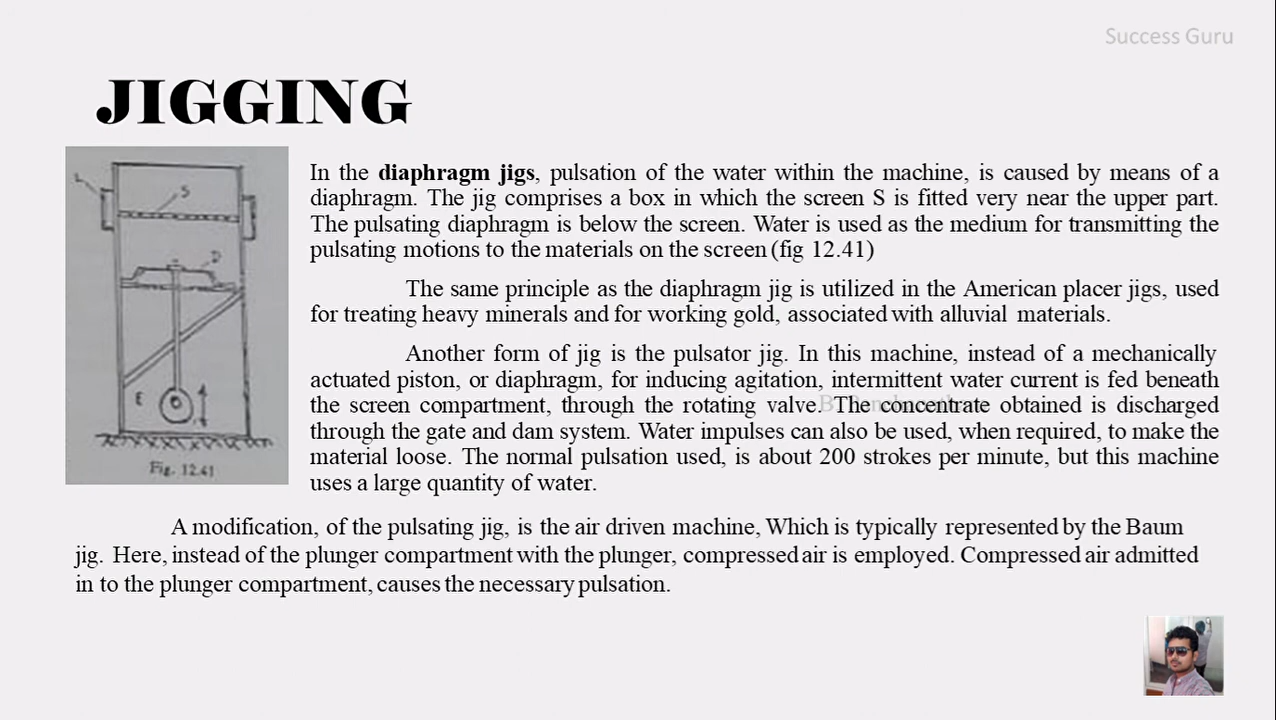 Success Guru
JIGGING
S
D
E
Fig. 12.41
In the diaphragm jigs, pulsation of the water within the machine, is caused by means of a
diaphragm. The jig comprises a box in which the screen S is fitted very near the upper part.
The pulsating diaphragm is below the screen. Water is used as the medium for transmitting the
pulsating motions to the materials on the screen (fig 12.41)
The same principle as the diaphragm jig is utilized in the American placer jigs, used
for treating heavy minerals and for working gold, associated with alluvial materials.
Another form of jig is the pulsator jig. In this machine, instead of a mechanically
actuated piston, or diaphragm, for inducing agitation, intermittent water current is fed beneath
the screen compartment, through the rotating valve. The concentrate obtained is discharged
through the gate and dam system. Water impulses can also be used, when required, to make the
material loose. The normal pulsation used, is about 200 strokes per minute, but this machine
uses a large quantity of water.
A modification, of the pulsating jig, is the air driven machine, Which is typically represented by the Baum
jig. Here, instead of the plunger compartment with the plunger, compressed air is employed. Compressed air admitted
in to the plunger compartment, causes the necessary pulsation.